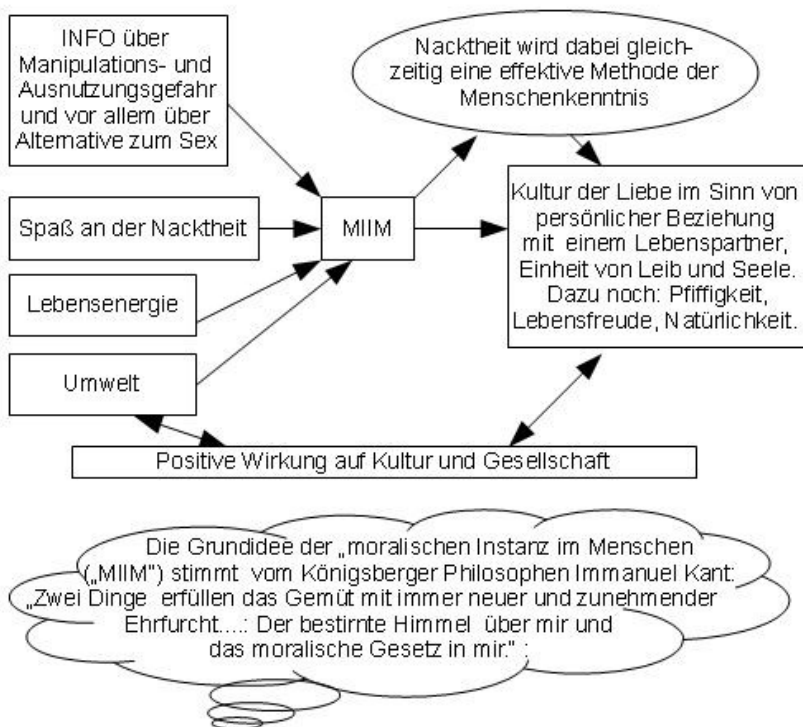 INFO über
Manipulations- und
Ausnutzungsgefahr
und vor allem über
Alternative zum Sex
Nacktheit wird dabei gleich-
zeitig eine effektive Methode der
Menschenkenntnis
Spaß an der Nacktheit
MIIM
Kultur der Liebe im Sinn von
persönlicher Beziehung
mit einem Lebenspartner,
Einheit von Leib und Seele.
Dazu noch: Pfiffigkeit,
Lebensfreude, Natürlichkeit.
Lebensenergie
Umwelt
Positive Wirkung auf Kultur und Gesellschaft
Die Grundidee der „moralischen Instanz im Menschen
(„MIIM") stimmt vom Königsberger Philosophen Immanuel Kant:
„Zwei Dinge erfüllen das Gemüt mit immer neuer und zunehmender
Ehrfurcht....: Der bestirnte Himmel über mir und
das moralische Gesetz in mir." :